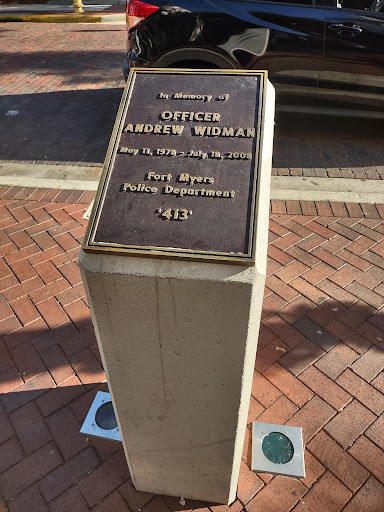 In Memory of
OFFICER
ANDREW WIDMAN
May 11, 1978 - July 18, 2008
Fort Myers
Police Department
'413'